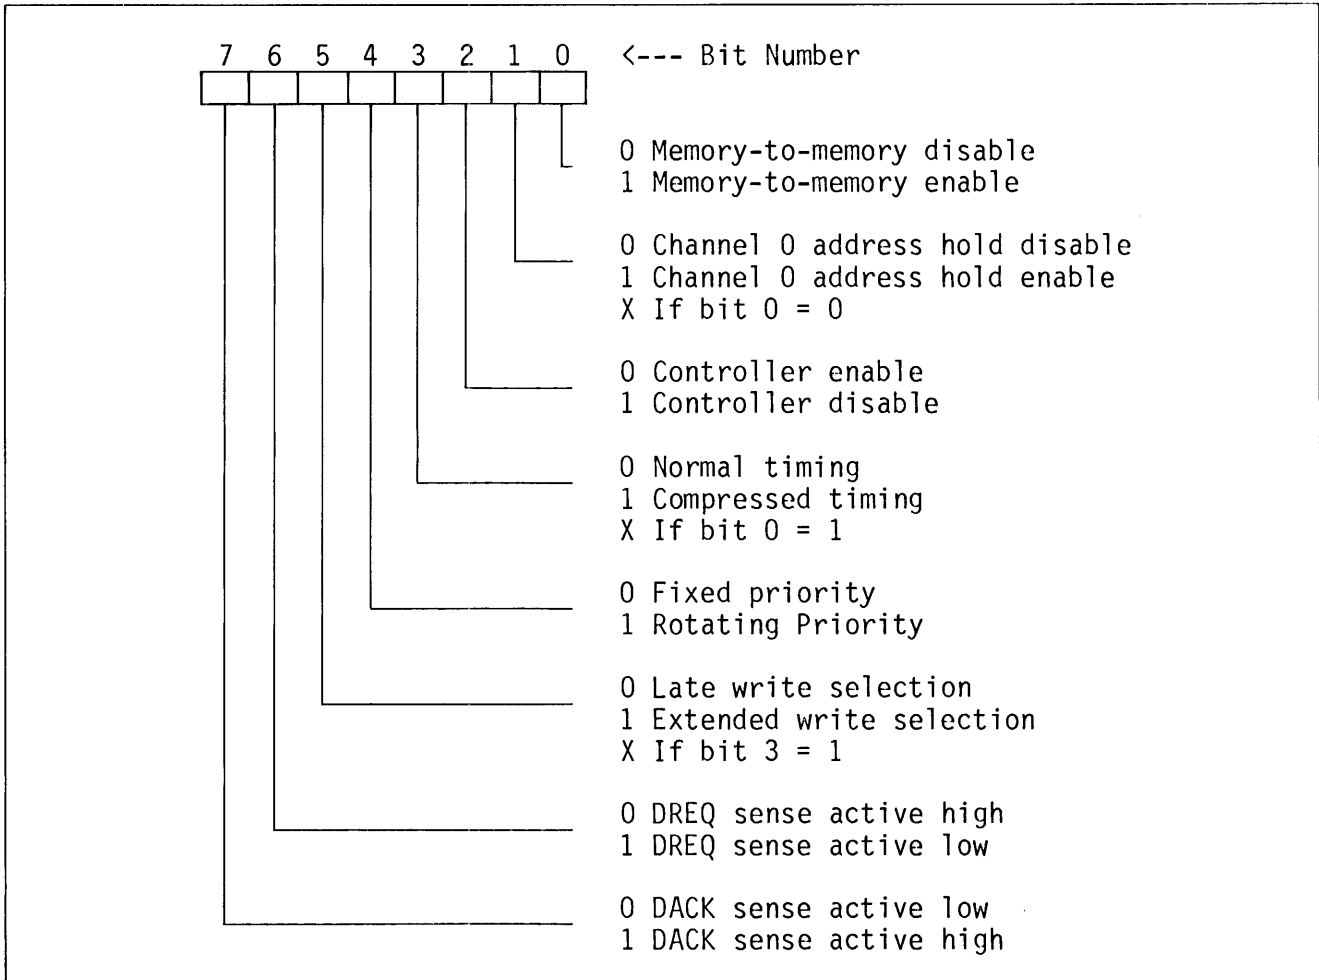 7 6 5 4 3 2 1 0 <--- Bit Number
0 Memory-to-memory disable
1 Memory-to-memory enable
0 Channel 0 address hold disable
1 Channel 0 address hold enable
X If bit 0 = 0
0 Controller enable
1 Controller disable
0 Normal timing
1 Compressed timing
X If bit 0 = 1
0 Fixed priority
1 Rotating Priority
0 Late write selection
1 Extended write selection
X If bit 3 = 1
0 DREQ sense active high
1 DREQ sense active low
0 DACK sense active low
1 DACK sense active high